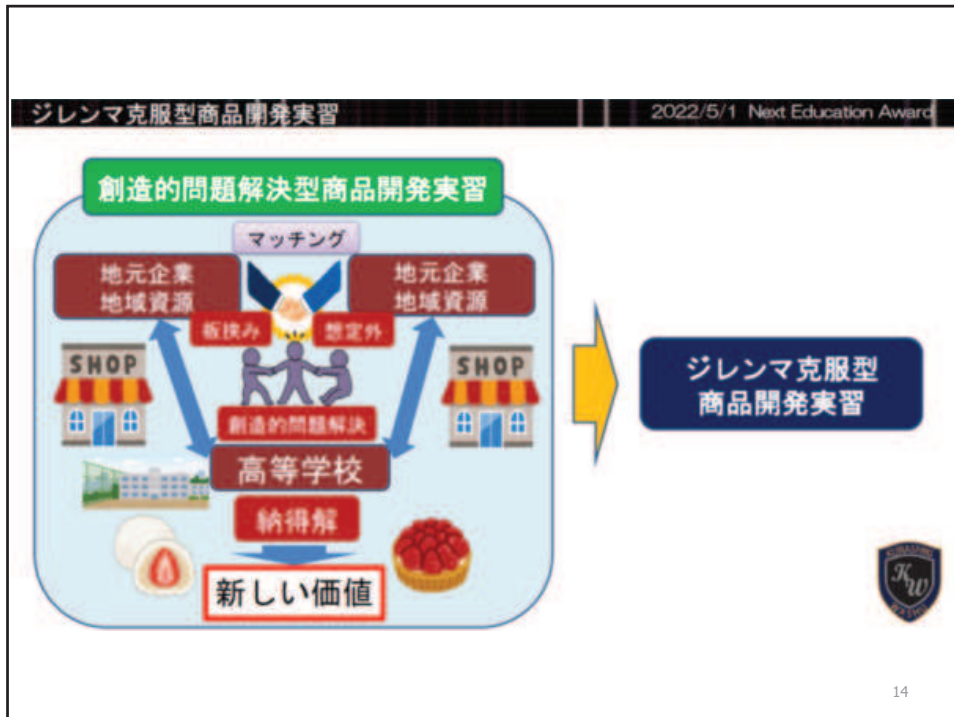 ジレンマ克服型商品開発実習
2022/5/1 Next Education Award
創造的問題解決型商品開発実習
マッチング
地元企業
地域資源
地元企業
地域資源
板挟み
想定外
SHOP
SHOP
創造的問題解決
高等学校
納得解
新しい価値
ジレンマ克服型
商品開発実習
KW
14